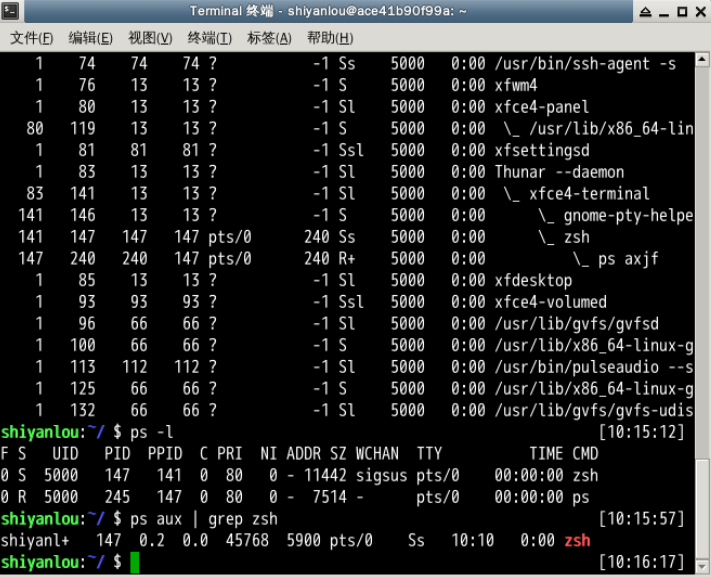 Terminal 终端 - shiyanlou@ace41b90f99a: ~
文件(F) 编辑(E) 视图(V) 终端(T) 标签(A) 帮助(H)
1 74 74 74 ? -1 Ss 5000 0:00 /usr/bin/ssh-agent -s
1 76 13 13 ? -1 S 5000 0:00 xfwm4
1 80 13 13 ? -1 Sl 5000 0:00 xfce4-panel
80 119 13 13 ? -1 S 5000 0:00 \_ /usr/lib/x86_64-lin
1 81 81 81 ? -1 Ssl 5000 0:00 xfsettingsd
1 83 13 13 ? -1 Sl 5000 0:00 Thunar --daemon
83 141 13 13 ? -1 Sl 5000 0:00 \_ xfce4-terminal
141 146 13 13 ? -1 S 5000 0:00 \_ gnome-pty-helpe
141 147 147 147 pts/0 240 Ss 5000 0:00 \_ zsh
147 240 240 147 pts/0 240 R+ 5000 0:00 \_ ps axjf
1 85 13 13 ? -1 Sl 5000 0:00 xfdesktop
1 93 93 93 ? -1 Ssl 5000 0:00 xfce4-volumed
1 96 66 66 ? -1 Sl 5000 0:00 /usr/lib/gvfs/gvfsd
1 100 66 66 ? -1 S 5000 0:00 /usr/lib/x86_64-linux-g
1 113 112 112 ? -1 Sl 5000 0:00 /usr/bin/pulseaudio --s
1 125 66 66 ? -1 S 5000 0:00 /usr/lib/x86_64-linux-g
1 132 66 66 ? -1 Sl 5000 0:00 /usr/lib/gvfs/gvfs-udis
shiyanlou:~/ $ ps -l [10:15:12]
F S UID PID PPID C PRI NI ADDR SZ WCHAN TTY TIME CMD
0 S 5000 147 141 0 80 0 - 11442 sigsus pts/0 00:00:00 zsh
0 R 5000 245 147 0 80 0 - 7514 - pts/0 00:00:00 ps
shiyanlou:~/ $ ps aux | grep zsh [10:15:57]
shiyanl+ 147 0.2 0.0 45768 5900 pts/0 Ss 10:10 0:00 zsh
shiyanlou:~/ $ [10:16:17]